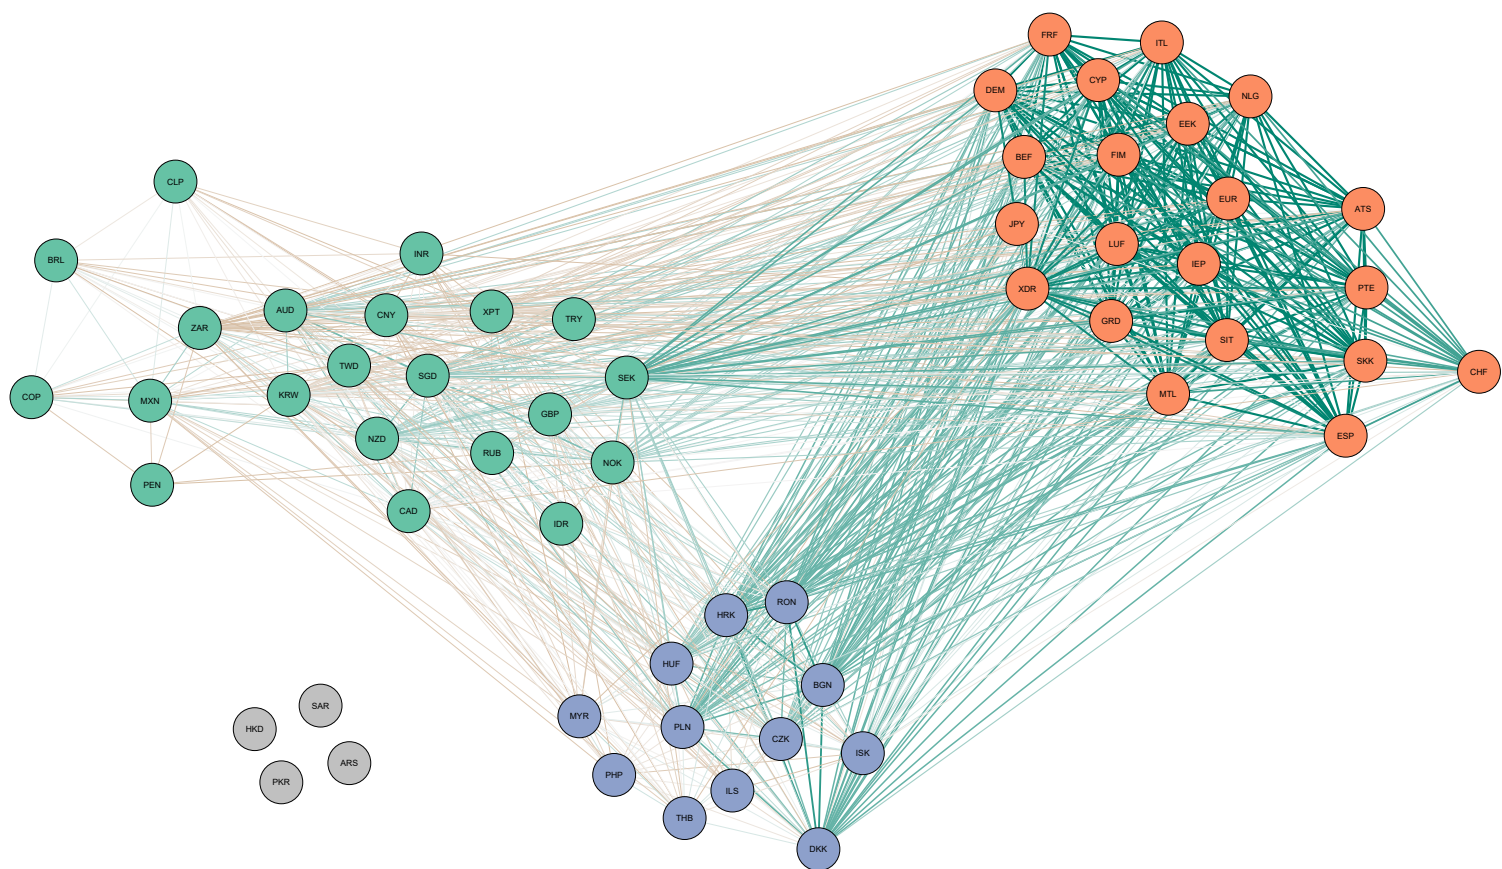 FRF
ITL
CYP
DEM
NLG
EEK
FIM
BEF
CLP
EUR
ATS
JPY
LUF
INR
BRL
IEP
PTE
XDR
AUD
XPT
CNY
TRY
GRD
ZAR
SIT
SKK
TWD
CHF
SGD
SEK
MTL
KRW
COP
MXN
GBP
ESP
NZD
RUB
NOK
PEN
CAD
IDR
RON
HRK
HUF
BGN
SAR
MYR
PLN
HKD
CZK
ISK
ARS
PHP
PKR
ILS
THB
DKK